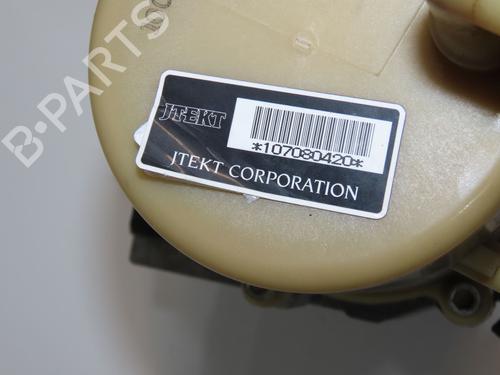 B-PARTS
JTEKT
*107080420*
JTEKT CORPORATION